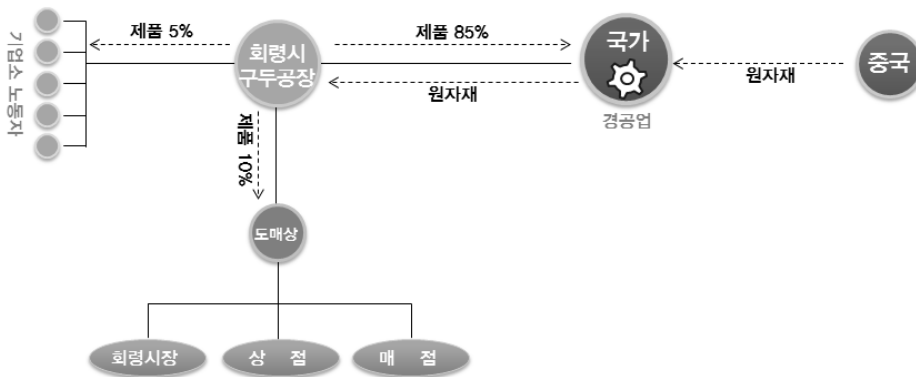 제품 5%
회령시
구두공장
제품 85%
원자재
국가
경공업
원자재
중국
기업소 노동자
제품 10%
도매상
회령시장
상 점
매 점